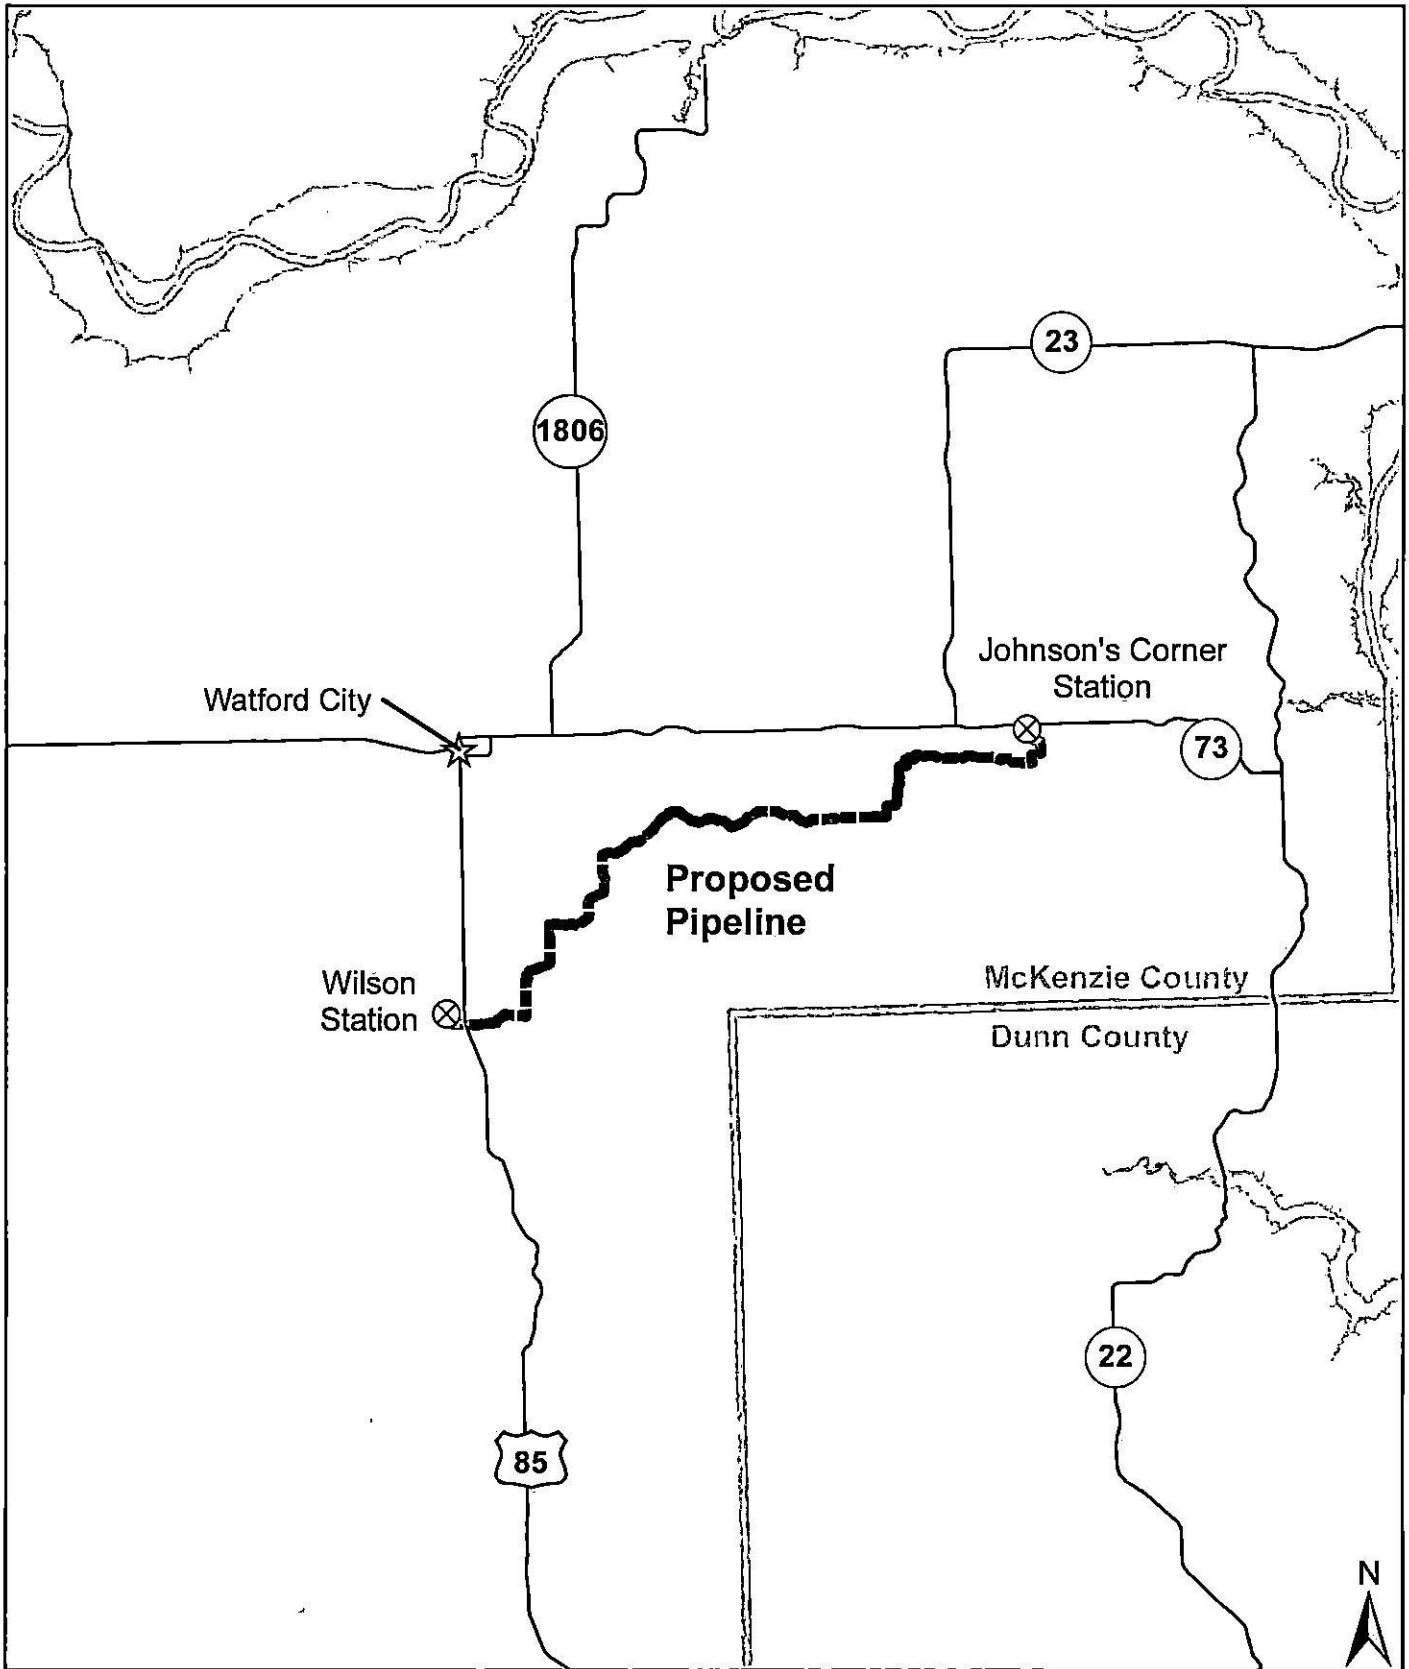 23
1806
Johnson's Corner
Station
Watford City
73
Proposed
Pipeline
Wilson
Station
McKenzie County
Dunn County
22
85
N